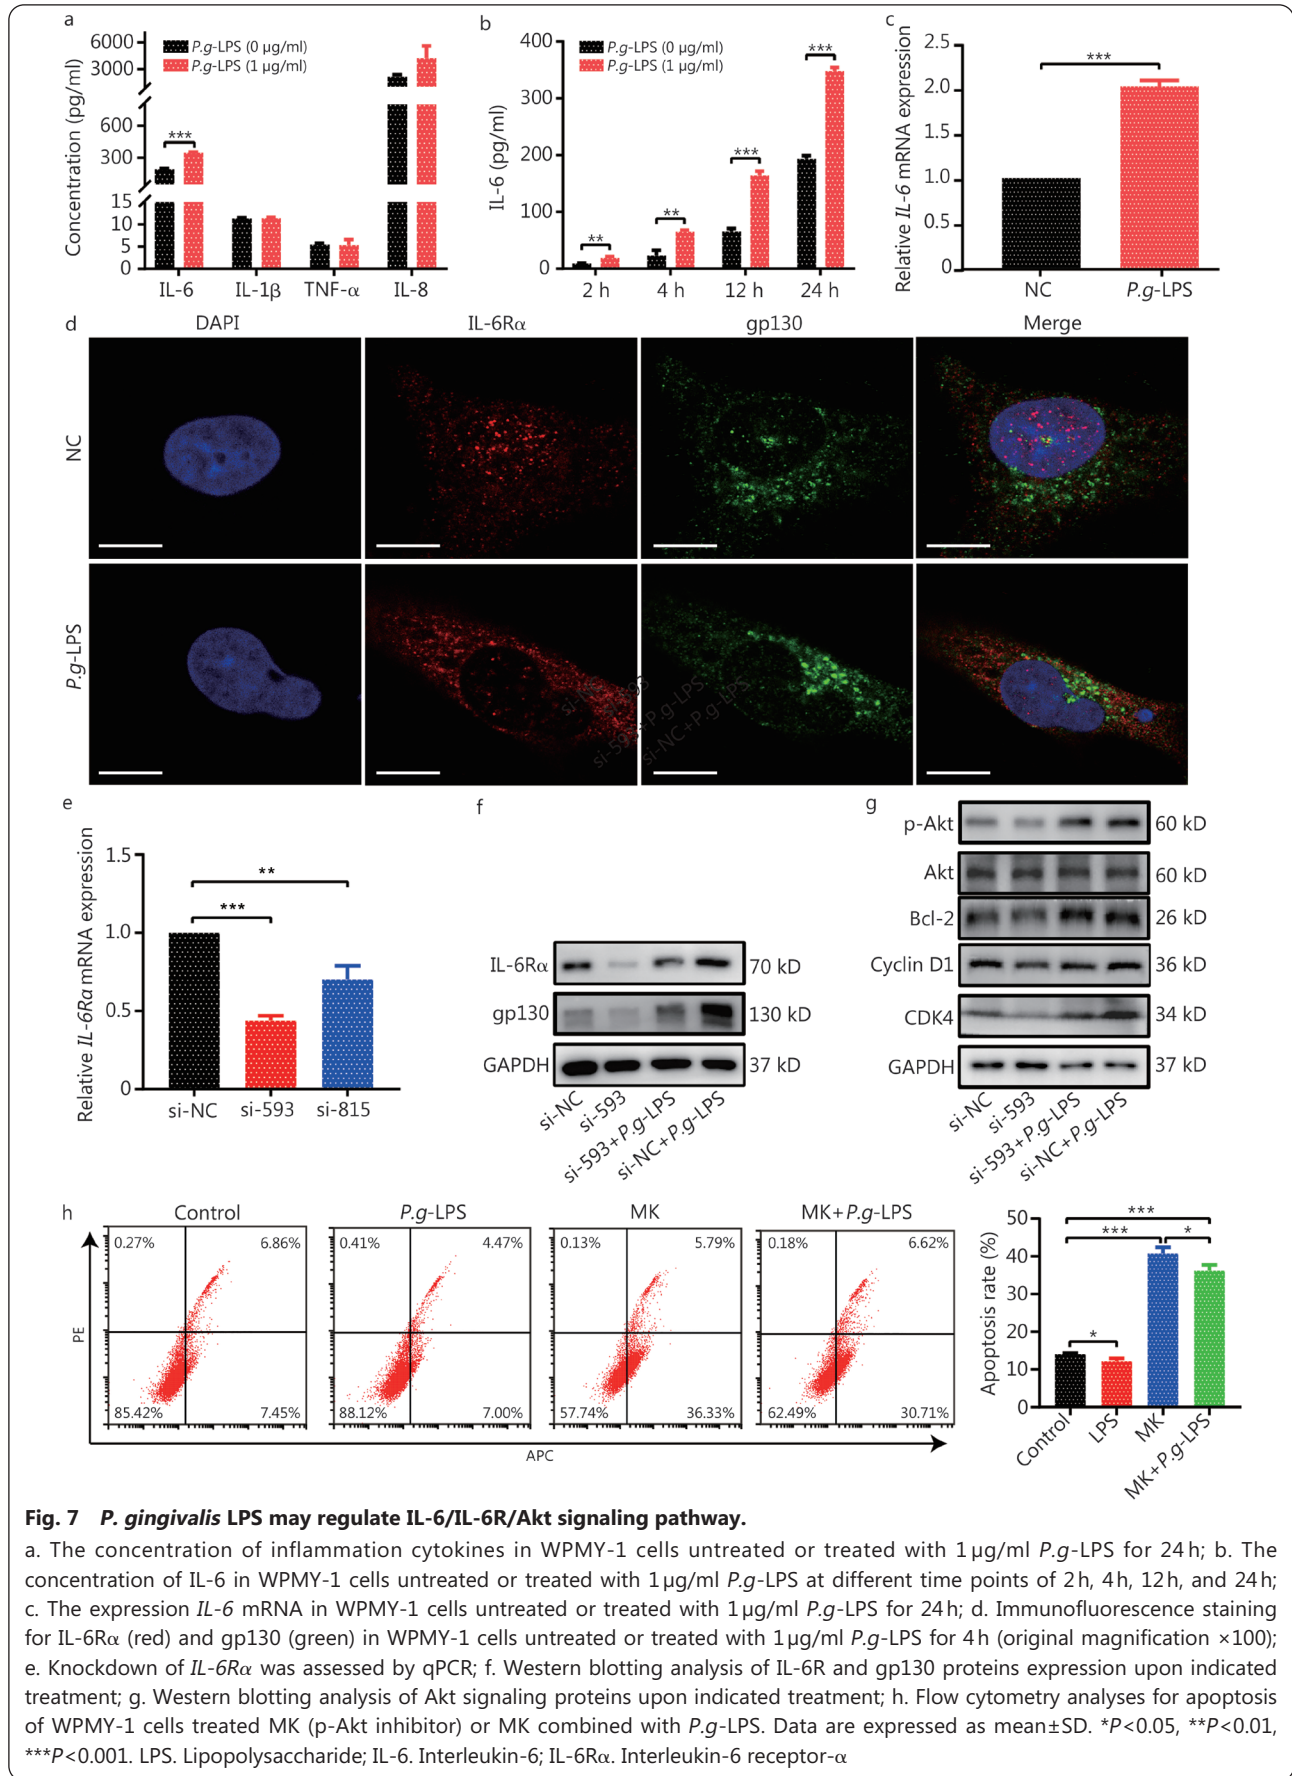 a
6000
3000
600
300
15
10
5
0
Concentration (pg/ml)
P.g-LPS (0 μg/ml)
P.g-LPS (1 μg/ml)
***
IL-6 IL-1β TNF-α IL-8
b
400
300
200
100
0
IL-6 (pg/ml)
P.g-LPS (0 μg/ml)
P.g-LPS (1 μg/ml)
** ** *** ***
2 h 4 h 12 h 24 h
c
2.5
2.0
1.5
1.0
0.5
0
Relative IL-6 mRNA expression
***
NC P.g-LPS
d
DAPI IL-6Rα gp130 Merge
NC
P.g-LPS
si-593+P.g-LPS
si-NC+P.g-LPS
e
1.5
1.0
0.5
0
Relative IL-6Rα mRNA expression
**
***
si-NC si-593 si-815
f
IL-6Rα 70 kD
gp130 130 kD
GAPDH 37 kD
si-NC
si-593
si-593+P.g-LPS
si-NC+P.g-LPS
g
p-Akt 60 kD
Akt 60 kD
Bcl-2 26 kD
Cyclin D1 36 kD
CDK4 34 kD
GAPDH 37 kD
si-NC
si-593
si-593+P.g-LPS
si-NC+P.g-LPS
h
Control P.g-LPS MK MK+P.g-LPS
0.27% 6.86% 0.41% 4.47% 0.13% 5.79% 0.18% 6.62%
85.42% 7.45% 88.12% 7.00% 57.74% 36.33% 62.49% 30.71%
PE
APC
50
40
30
20
10
0
Apoptosis rate (%)
***
*** *
*
Control
LPS
MK
MK+P.g-LPS
Fig. 7 P. gingivalis LPS may regulate IL-6/IL-6R/Akt signaling pathway.
a. The concentration of inflammation cytokines in WPMY-1 cells untreated or treated with 1 μg/ml P.g-LPS for 24 h; b. The
concentration of IL-6 in WPMY-1 cells untreated or treated with 1 μg/ml P.g-LPS at different time points of 2 h, 4 h, 12 h, and 24 h;
c. The expression IL-6 mRNA in WPMY-1 cells untreated or treated with 1 μg/ml P.g-LPS for 24 h; d. Immunofluorescence staining
for IL-6Rα (red) and gp130 (green) in WPMY-1 cells untreated or treated with 1 μg/ml P.g-LPS for 4 h (original magnification ×100);
e. Knockdown of IL-6Rα was assessed by qPCR; f. Western blotting analysis of IL-6R and gp130 proteins expression upon indicated
treatment; g. Western blotting analysis of Akt signaling proteins upon indicated treatment; h. Flow cytometry analyses for apoptosis
of WPMY-1 cells treated MK (p-Akt inhibitor) or MK combined with P.g-LPS. Data are expressed as mean±SD. *P<0.05, **P<0.01,
***P<0.001. LPS. Lipopolysaccharide; IL-6. Interleukin-6; IL-6Rα. Interleukin-6 receptor-α